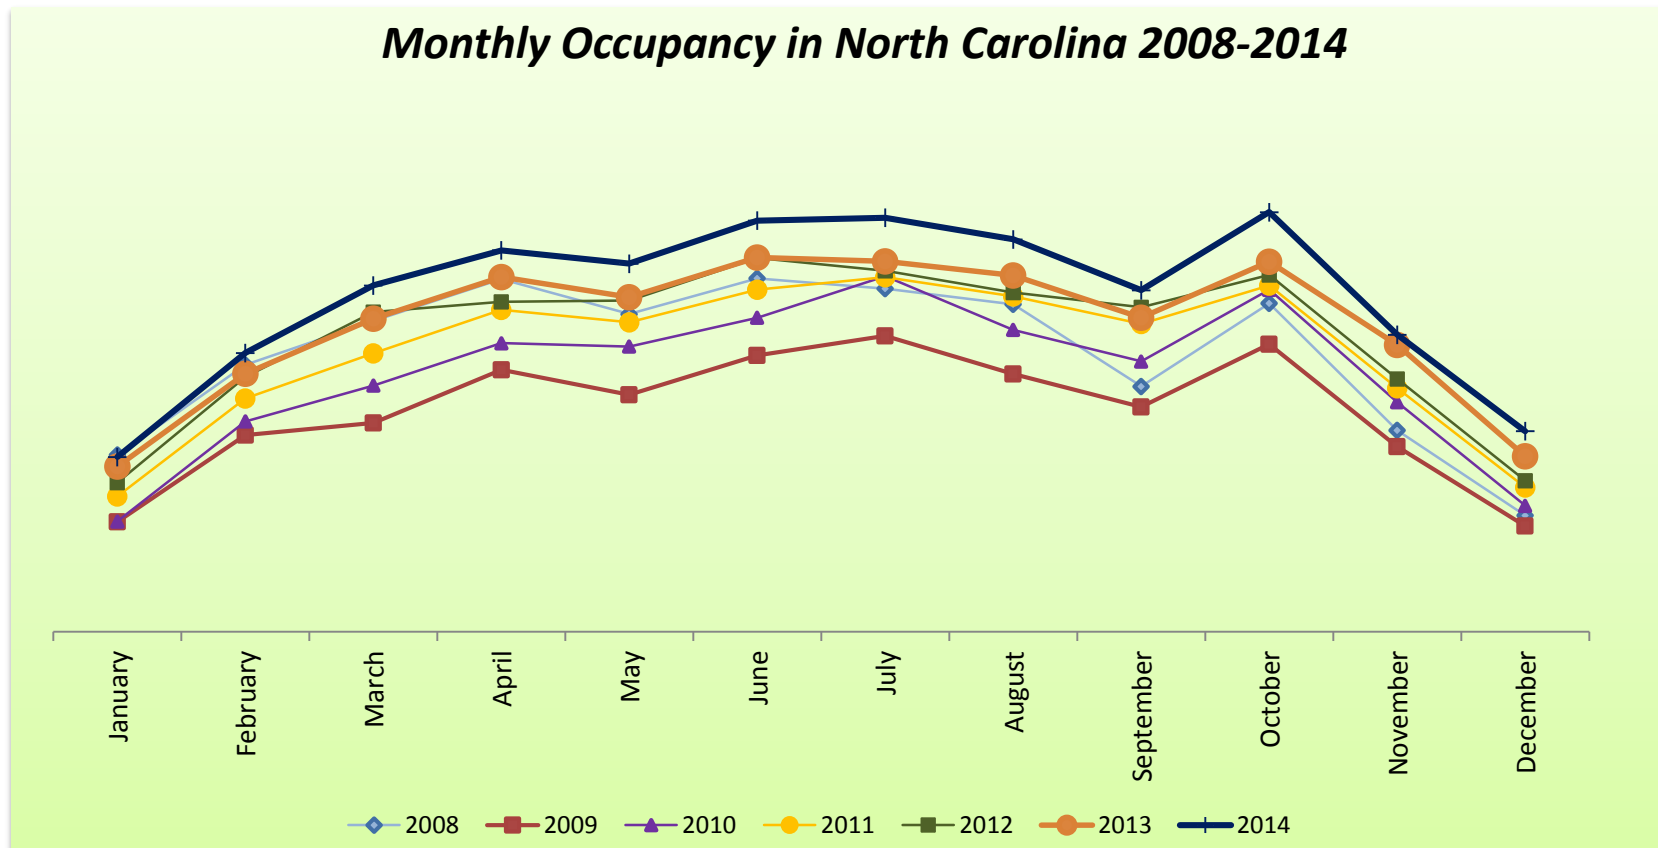 Monthly Occupancy in North Carolina 2008-2014
January
February
March
April
May
June
July
August
September
October
November
December
2008 2009 2010 2011 2012 2013 2014